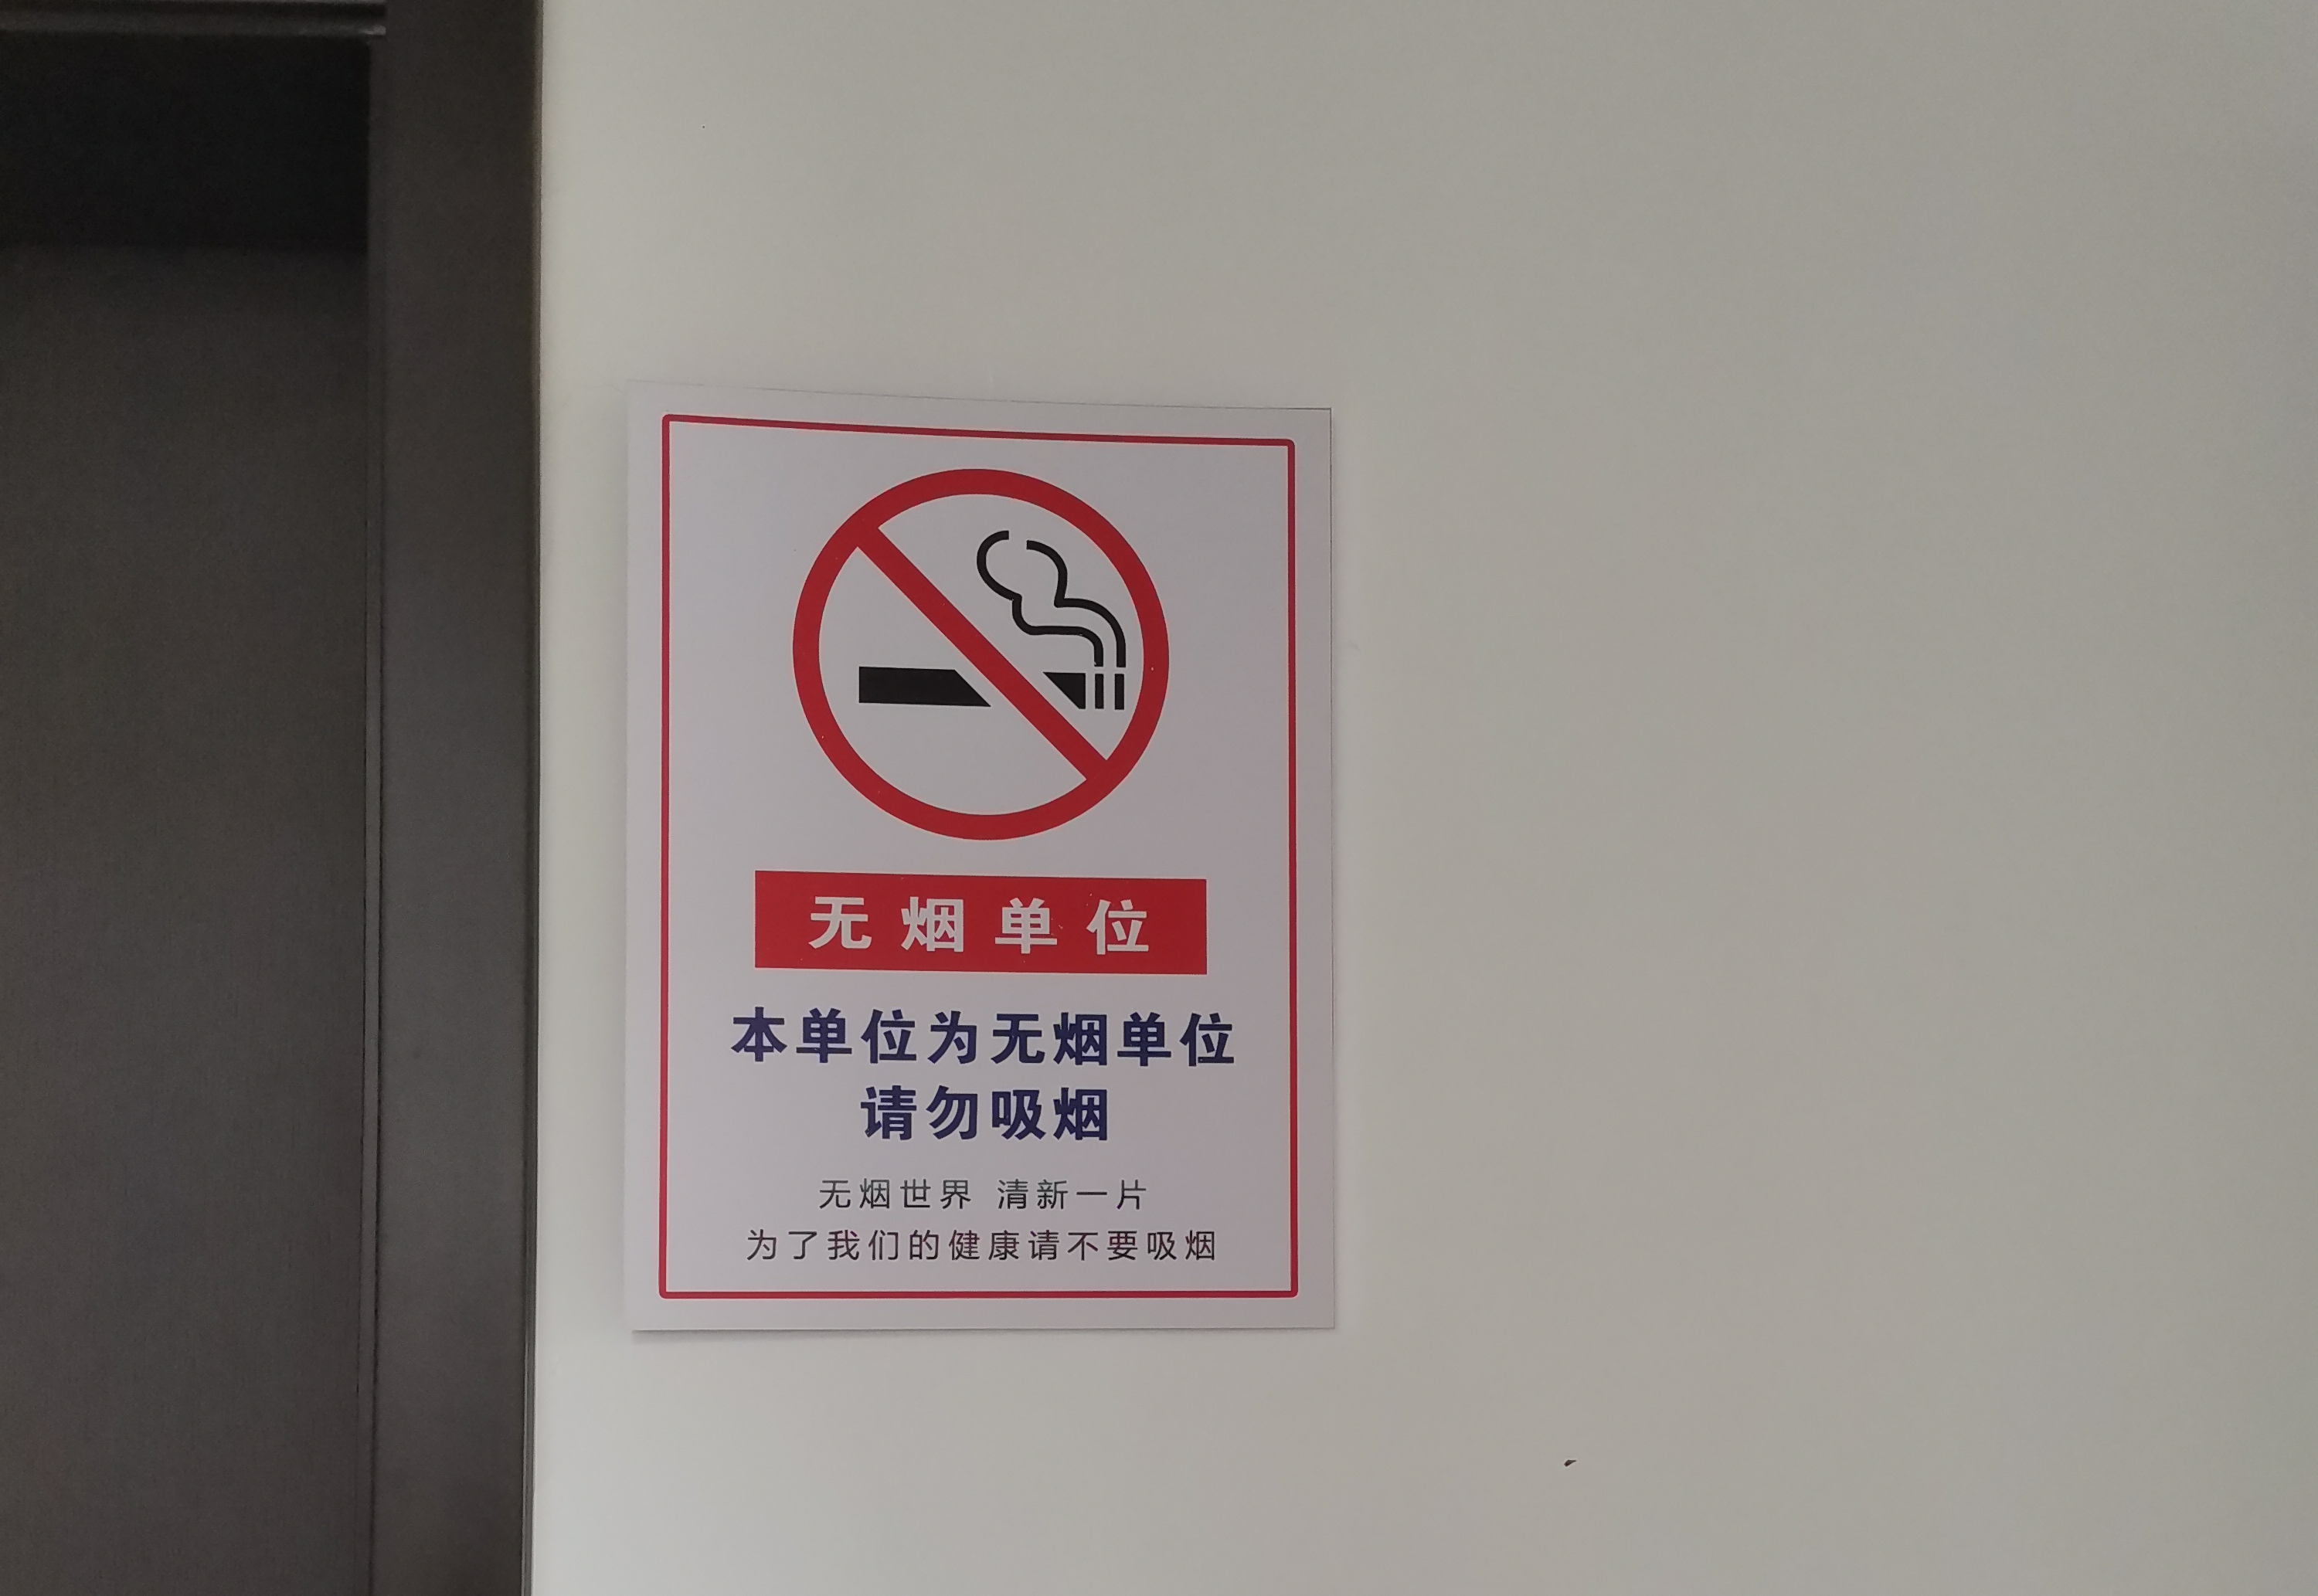 无烟单位
本单位为无烟单位
请勿吸烟
无烟世界 清新一片
为了我们的健康请不要吸烟